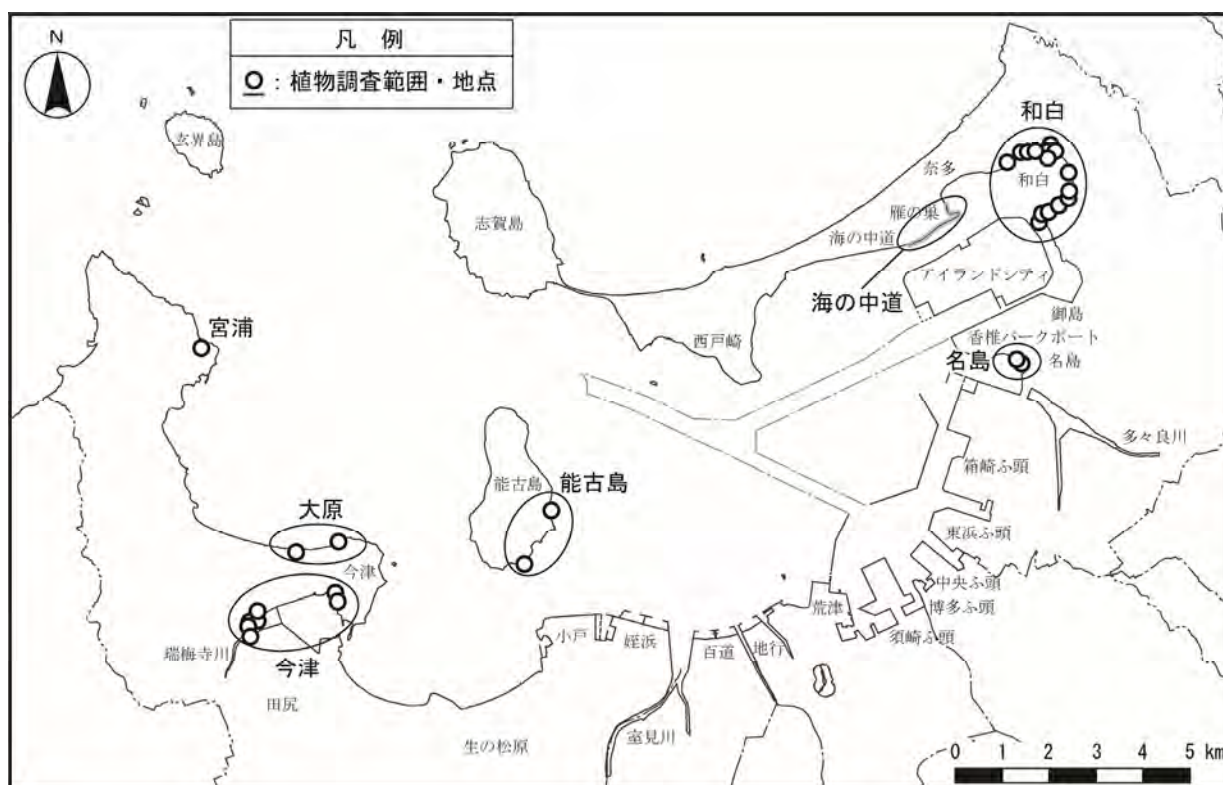 N
凡 例
○ : 植物調査範囲・地点
玄界島
志賀島
和白
奈多
和白
雁の巣
海の中道
アイランドシティ
海の中道
宮浦
西戸崎
御島
香椎パークポート
名島
名島
多々良川
能古島
能古島
箱崎ふ頭
大原
今津
東浜ふ頭
中央ふ頭
荒津
博多ふ頭
須崎ふ頭
小戸
姪浜
百道
地行
瑞梅寺川
今津
田尻
生の松原
室見川
0 1 2 3 4 5 km